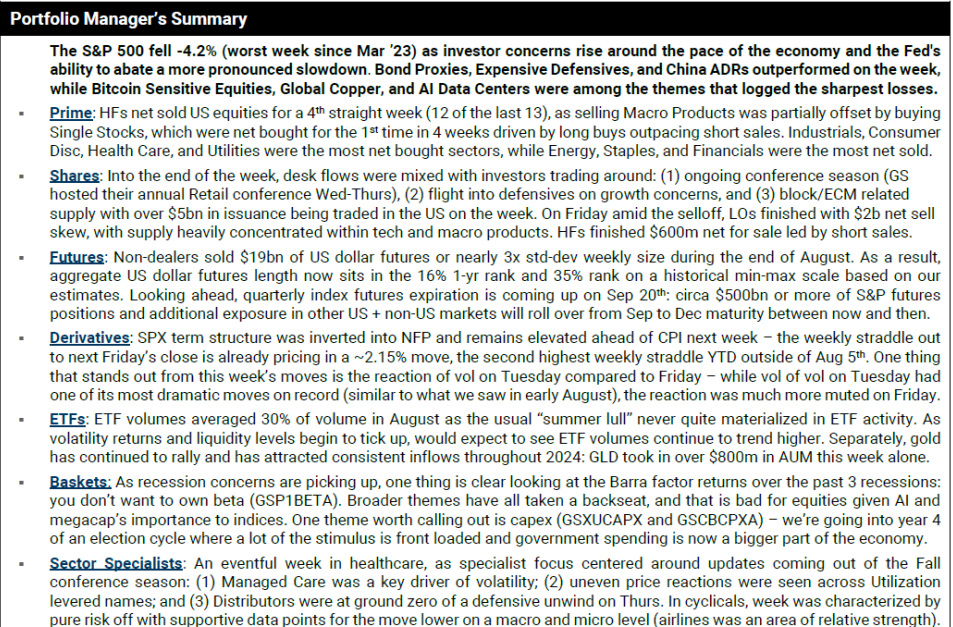 Portfolio Manager's Summary
The S&P 500 fell -4.2% (worst week since Mar '23) as investor concerns rise around the pace of the economy and the Fed's
ability to abate a more pronounced slowdown. Bond Proxies, Expensive Defensives, and China ADRs outperformed on the week,
while Bitcoin Sensitive Equities, Global Copper, and AI Data Centers were among the themes that logged the sharpest losses.
▪ Prime: HFs net sold US equities for a 4th straight week (12 of the last 13), as selling Macro Products was partially offset by buying
Single Stocks, which were net bought for the 1st time in 4 weeks driven by long buys outpacing short sales. Industrials, Consumer
Disc, Health Care, and Utilities were the most net bought sectors, while Energy, Staples, and Financials were the most net sold.
▪ Shares: Into the end of the week, desk flows were mixed with investors trading around: (1) ongoing conference season (GS
hosted their annual Retail conference Wed-Thurs), (2) flight into defensives on growth concerns, and (3) block/ECM related
supply with over $5bn in issuance being traded in the US on the week. On Friday amid the selloff, LOs finished with $2b net sell
skew, with supply heavily concentrated within tech and macro products. HFs finished $600m net for sale led by short sales.
▪ Futures: Non-dealers sold $19bn of US dollar futures or nearly 3x std-dev weekly size during the end of August. As a result,
aggregate US dollar futures length now sits in the 16% 1-yr rank and 35% rank on a historical min-max scale based on our
estimates. Looking ahead, quarterly index futures expiration is coming up on Sep 20th: circa $500bn or more of S&P futures
positions and additional exposure in other US + non-US markets will roll over from Sep to Dec maturity between now and then.
▪ Derivatives: SPX term structure was inverted into NFP and remains elevated ahead of CPI next week – the weekly straddle out
to next Friday's close is already pricing in a ~2.15% move, the second highest weekly straddle YTD outside of Aug 5th. One thing
that stands out from this week's moves is the reaction of vol on Tuesday compared to Friday – while vol of vol on Tuesday had
one of its most dramatic moves on record (similar to what we saw in early August), the reaction was much more muted on Friday.
▪ ETFs: ETF volumes averaged 30% of volume in August as the usual "summer lull" never quite materialized in ETF activity. As
volatility returns and liquidity levels begin to tick up, would expect to see ETF volumes continue to trend higher. Separately, gold
has continued to rally and has attracted consistent inflows throughout 2024: GLD took in over $800m in AUM this week alone.
▪ Baskets: As recession concerns are picking up, one thing is clear looking at the Barra factor returns over the past 3 recessions:
you don't want to own beta (GSP1BETA). Broader themes have all taken a backseat, and that is bad for equities given AI and
megacap's importance to indices. One theme worth calling out is capex (GSXUCAPX and GSCBCPXA) – we're going into year 4
of an election cycle where a lot of the stimulus is front loaded and government spending is now a bigger part of the economy.
▪ Sector Specialists: An eventful week in healthcare, as specialist focus centered around updates coming out of the Fall
conference season: (1) Managed Care was a key driver of volatility; (2) uneven price reactions were seen across Utilization
levered names; and (3) Distributors were at ground zero of a defensive unwind on Thurs. In cyclicals, week was characterized by
pure risk off with supportive data points for the move lower on a macro and micro level (airlines was an area of relative strength).